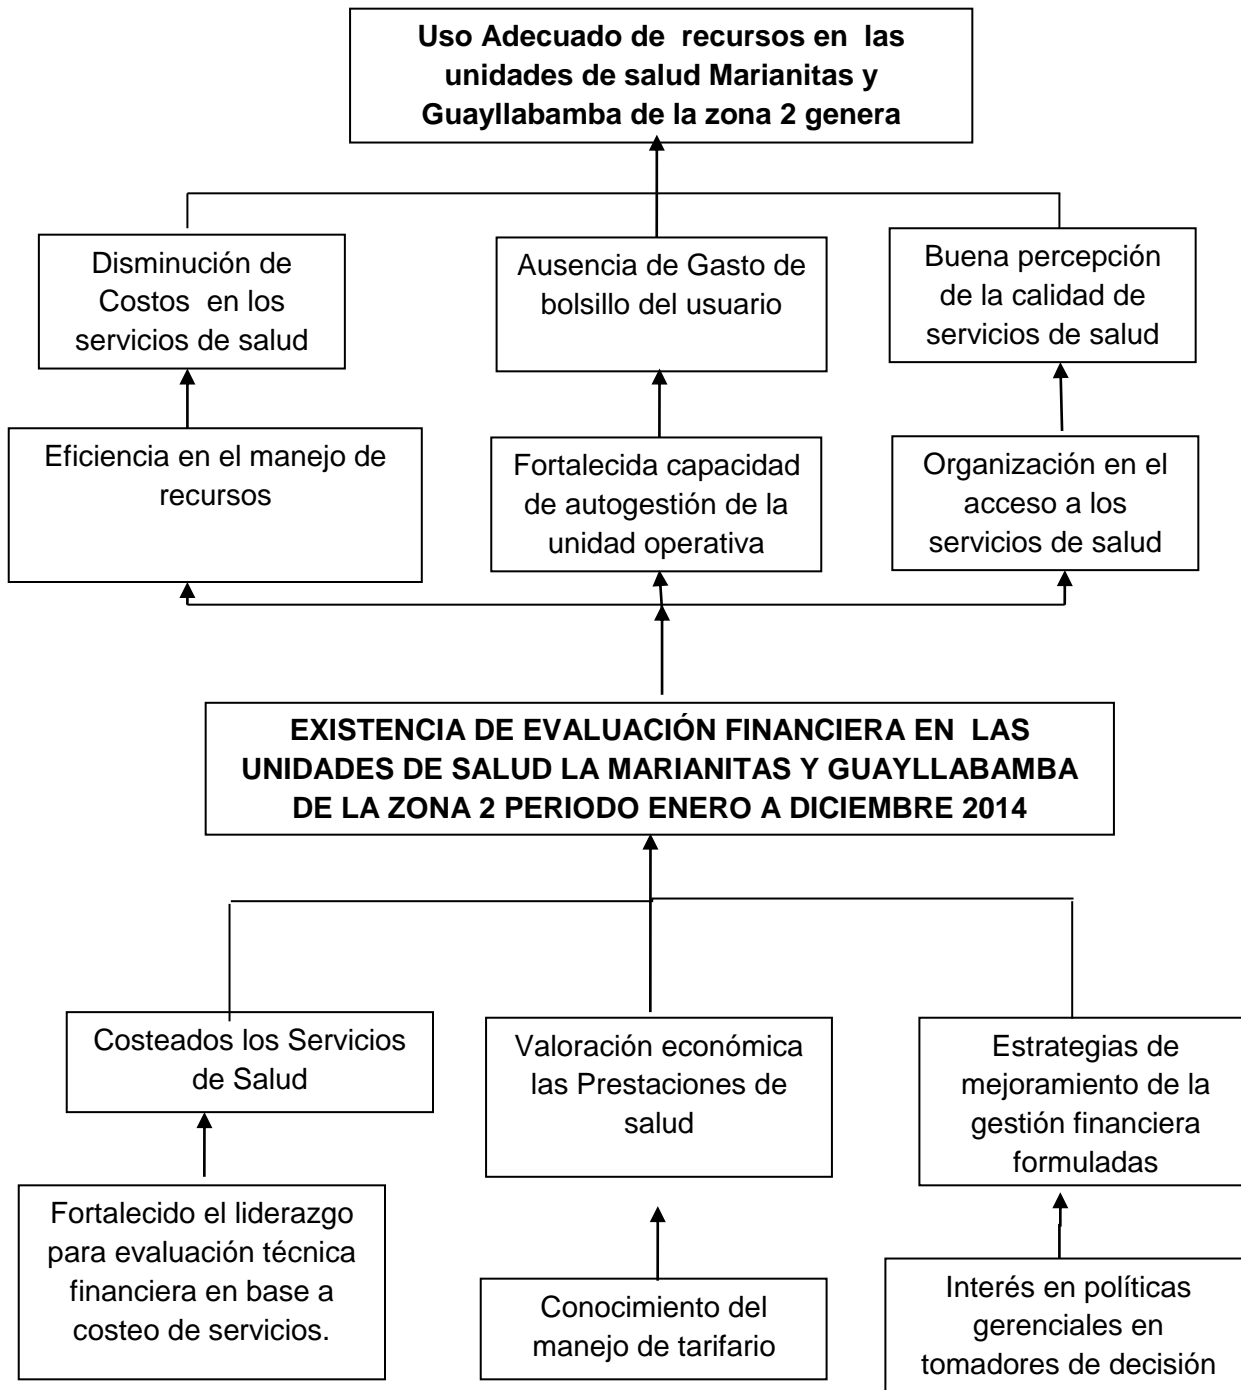 Uso Adecuado de  recursos en  las
unidades de salud Marianitas y
Guayllabamba de la zona 2 genera
Disminución de
Costos  en los
servicios de salud
Ausencia de Gasto de
bolsillo del usuario
Buena percepción
de la calidad de
servicios de salud
Eficiencia en el manejo de
recursos
Fortalecida capacidad
de autogestión de la
unidad operativa
Organización en el
acceso a los
servicios de salud
EXISTENCIA DE EVALUACIÓN FINANCIERA EN  LAS
UNIDADES DE SALUD LA MARIANITAS Y GUAYLLABAMBA
DE LA ZONA 2 PERIODO ENERO A DICIEMBRE 2014
Costeados los Servicios
de Salud
Valoración económica
las Prestaciones de
salud
Estrategias de
mejoramiento de la
gestión financiera
formuladas
Fortalecido el liderazgo
para evaluación técnica
financiera en base a
costeo de servicios.
Conocimiento del
manejo de tarifario
Interés en políticas
gerenciales en
tomadores de decisión